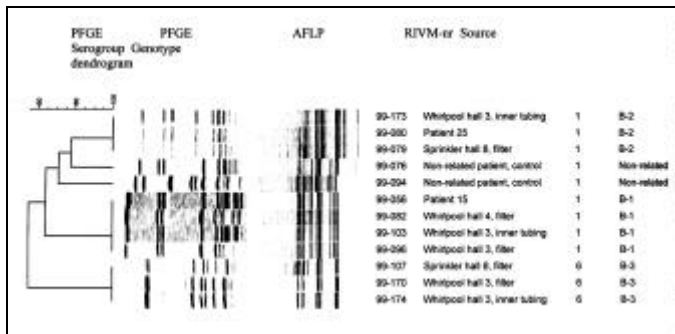 PFGE PFGE AFLP RIVM-nr Source
Serogroup Genotype
dendrogram
99-173 Whirlpool hall 3, inner tubing 1 B-2
99-080 Patient 25 1 B-2
99-079 Sprinkler hall 8, filter 1 B-2
99-076 Non-related patient, control 1 Non-related
99-094 Non-related patient, control 1 Non-related
99-056 Patient 15 1 B-1
99-082 Whirlpool hall 4, filter 1 B-1
99-103 Whirlpool hall 3, inner tubing 1 B-1
99-096 Whirlpool hall 3, filter 1 B-1
99-107 Sprinkler hall 8, filter 6 B-3
99-170 Whirlpool hall 3, filter 6 B-3
99-174 Whirlpool hall 3, inner tubing 6 B-3